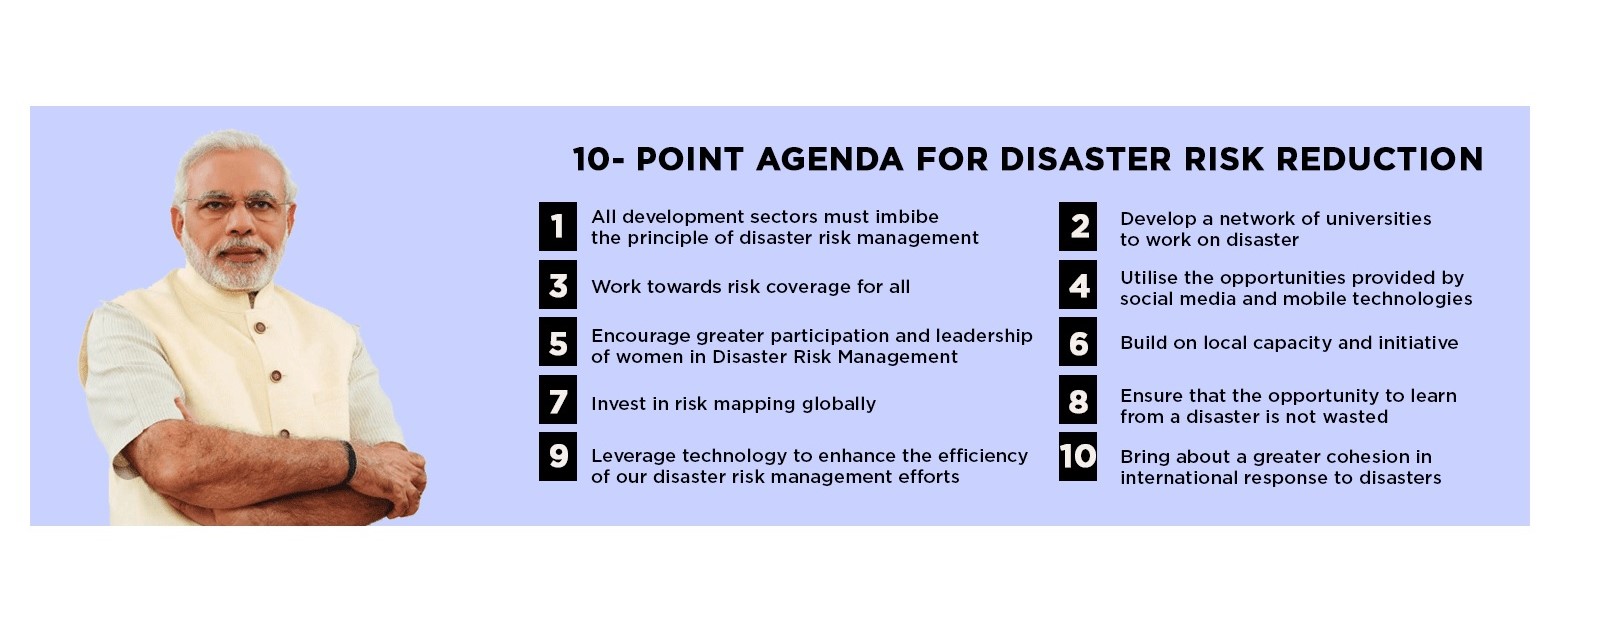 10- POINT AGENDA FOR DISASTER RISK REDUCTION
1
All development sectors must imbibe
the principle of disaster risk management
2
Develop a network of universities
to work on disaster
3
Work towards risk coverage for all
4
Utilise the opportunities provided by
social media and mobile technologies
5
Encourage greater participation and leadership
of women in Disaster Risk Management
6
Build on local capacity and initiative
7
Invest in risk mapping globally
8
Ensure that the opportunity to learn
from a disaster is not wasted
9
Leverage technology to enhance the efficiency
of our disaster risk management efforts
10
Bring about a greater cohesion in
international response to disasters